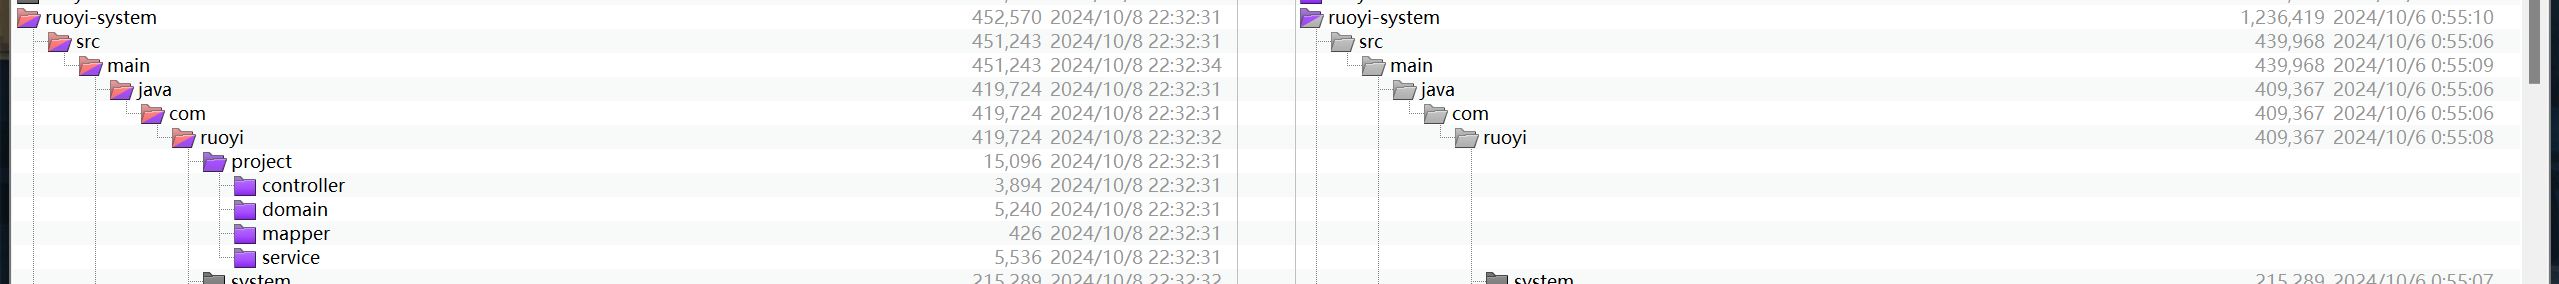 ruoyi-system 452,570 2024/10/8 22:32:31 ruoyi-system 1,236,419 2024/10/6 0:55:10
src 451,243 2024/10/8 22:32:31 src 439,968 2024/10/6 0:55:06
main 451,243 2024/10/8 22:32:34 main 439,968 2024/10/6 0:55:09
java 419,724 2024/10/8 22:32:31 java 409,367 2024/10/6 0:55:06
com 419,724 2024/10/8 22:32:31 com 409,367 2024/10/6 0:55:06
ruoyi 419,724 2024/10/8 22:32:32 ruoyi 409,367 2024/10/6 0:55:08
project 15,096 2024/10/8 22:32:31
controller 3,894 2024/10/8 22:32:31
domain 5,240 2024/10/8 22:32:31
mapper 426 2024/10/8 22:32:31
service 5,536 2024/10/8 22:32:31
system 215,289 2024/10/8 22:32:32 system 215,289 2024/10/6 0:55:07